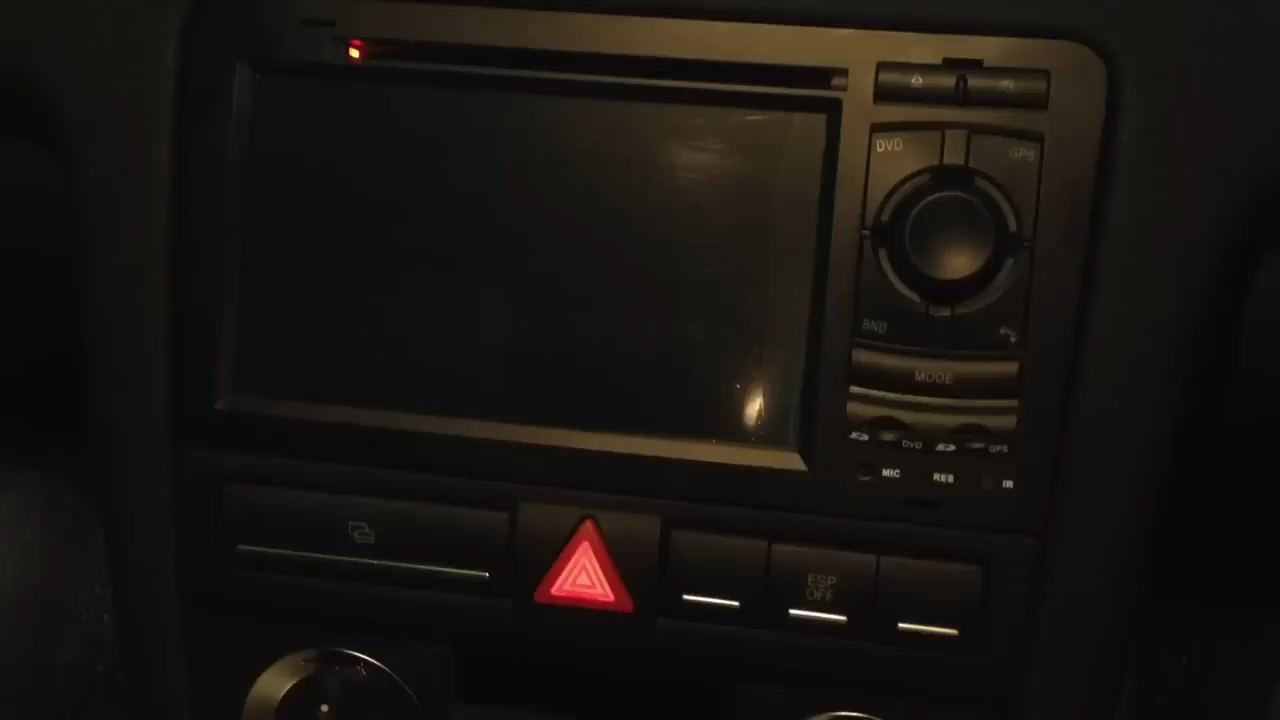 DVD
GPS
BND
MODE
DVD
GPS
MIC
RES
IR
ESP
OFF